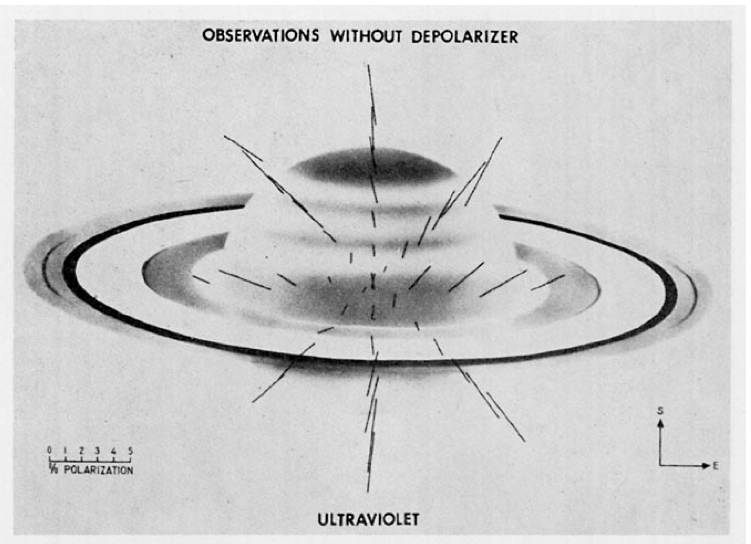 OBSERVATIONS WITHOUT DEPOLARIZER
S
E
0 1 2 3 4 5
% POLARIZATION
ULTRAVIOLET